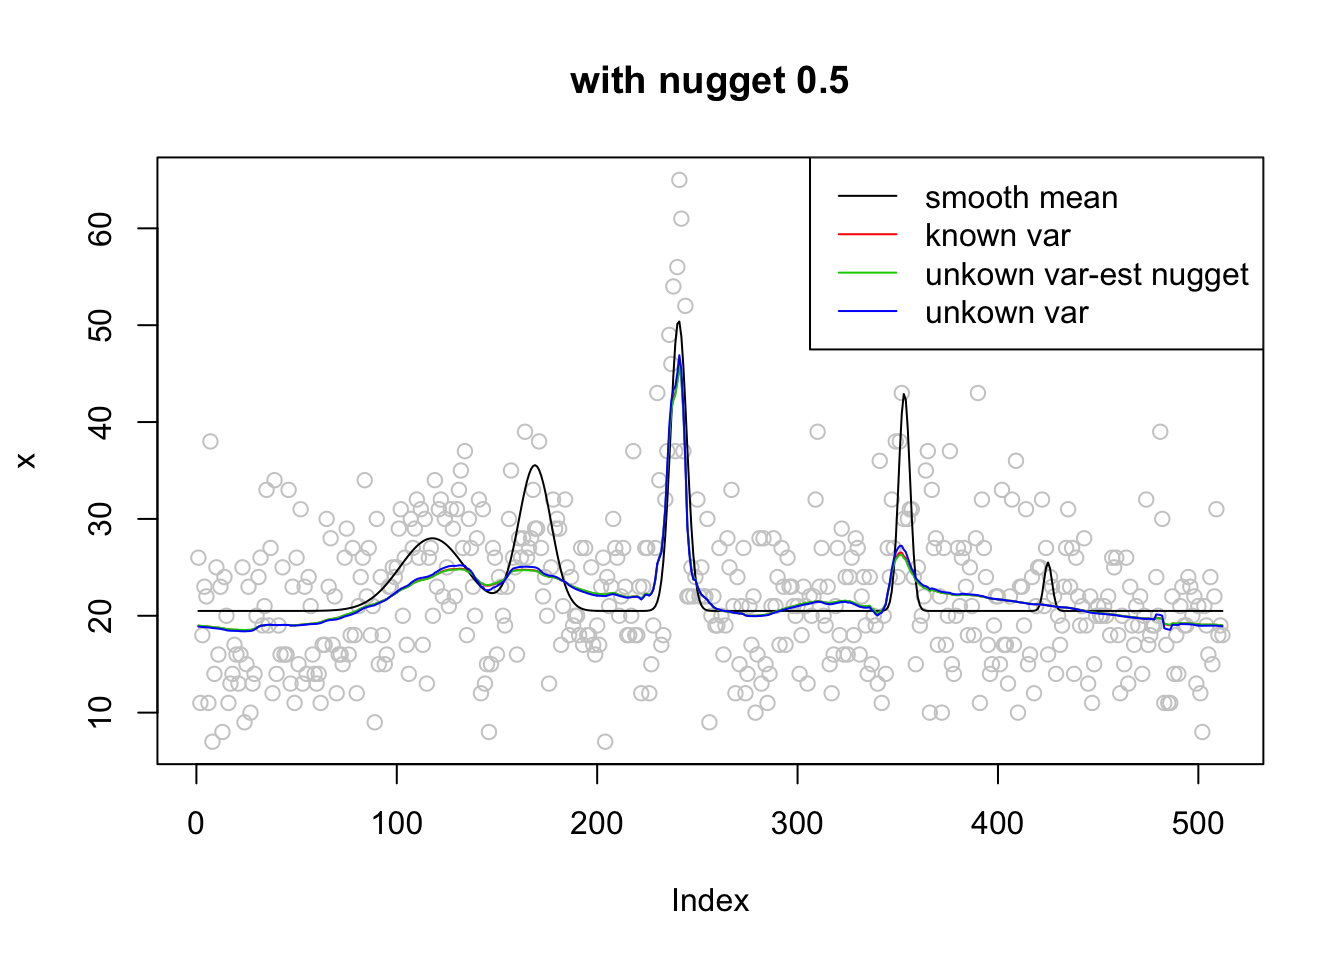 with nugget 0.5
smooth mean
known var
unkown var-est nugget
unkown var
x
60
50
40
30
20
10
0 100 200 300 400 500
Index